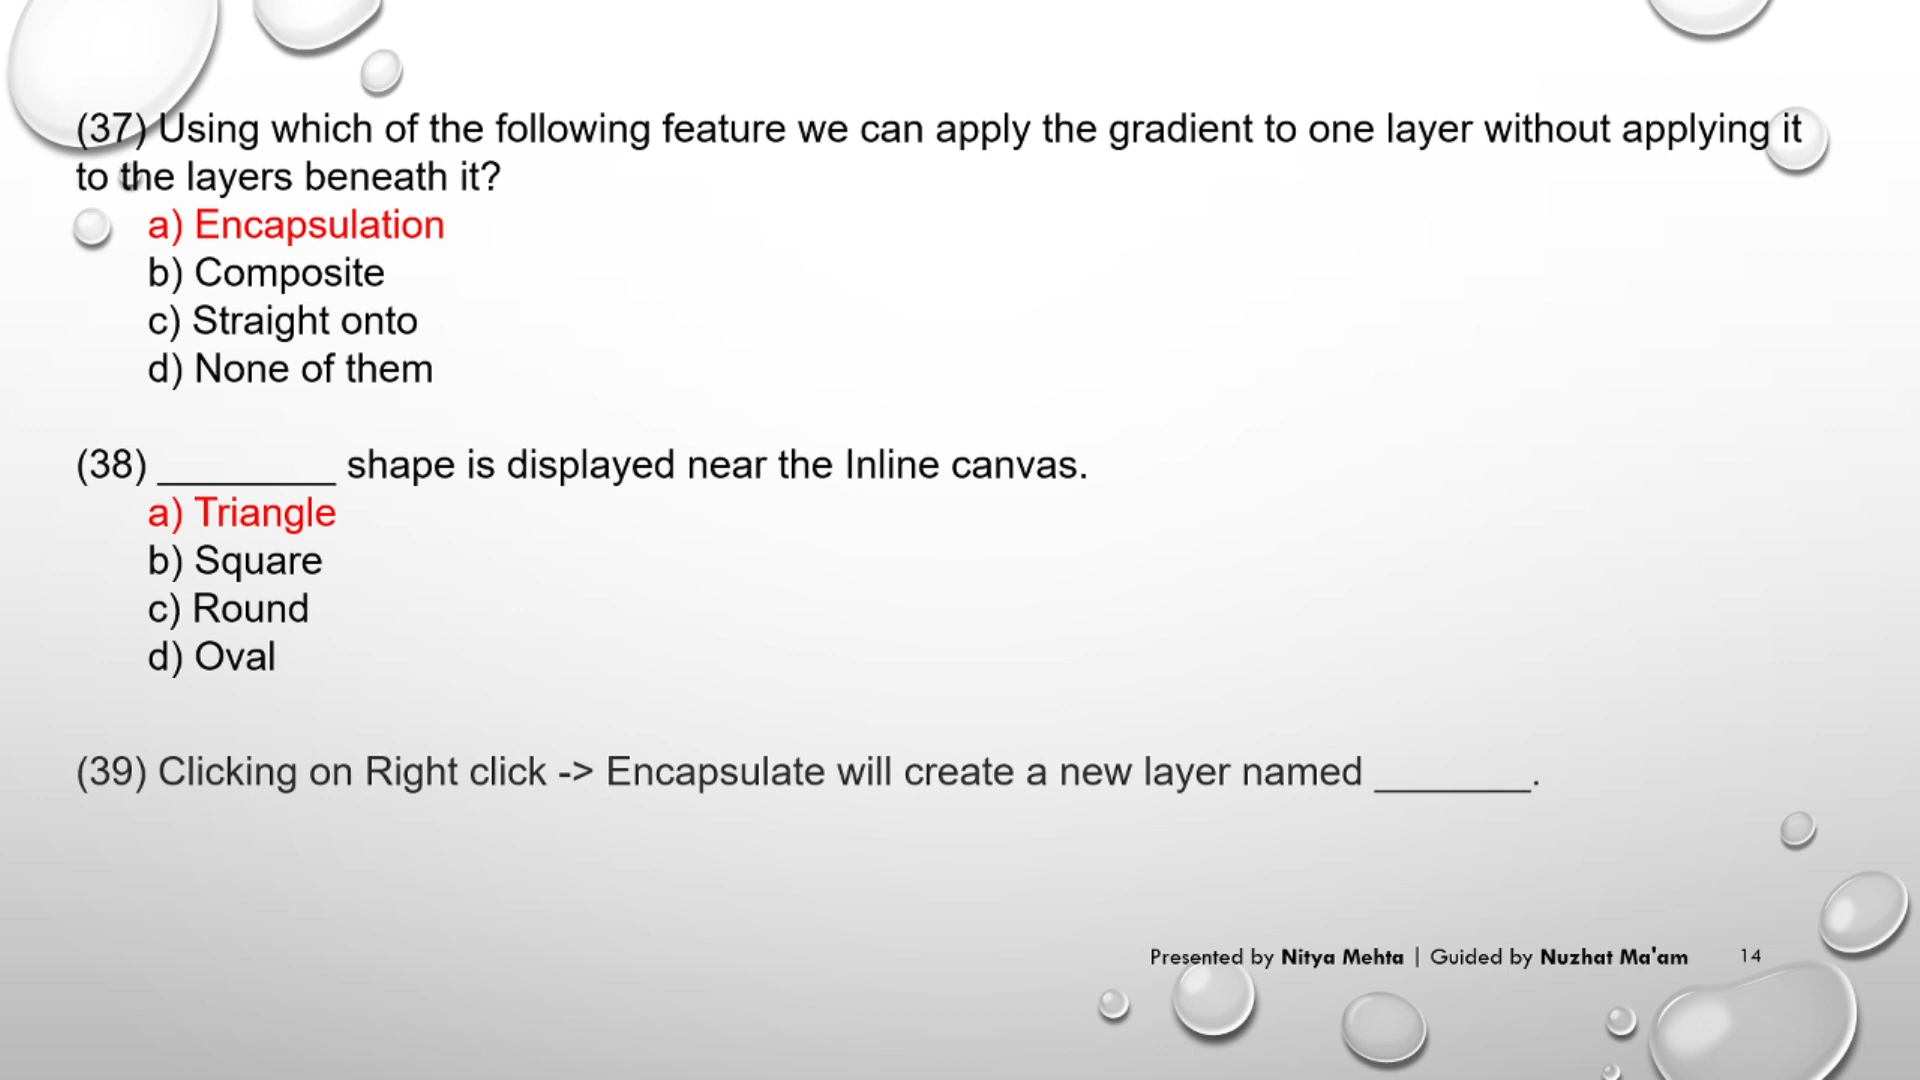 (37) Using which of the following feature we can apply the gradient to one layer without applying it
to the layers beneath it?
a) Encapsulation
b) Composite
c) Straight onto
d) None of them
(38) ________ shape is displayed near the Inline canvas.
a) Triangle
b) Square
c) Round
d) Oval
(39) Clicking on Right click -> Encapsulate will create a new layer named _______.
Presented by Nitya Mehta | Guided by Nuzhat Ma'am 14